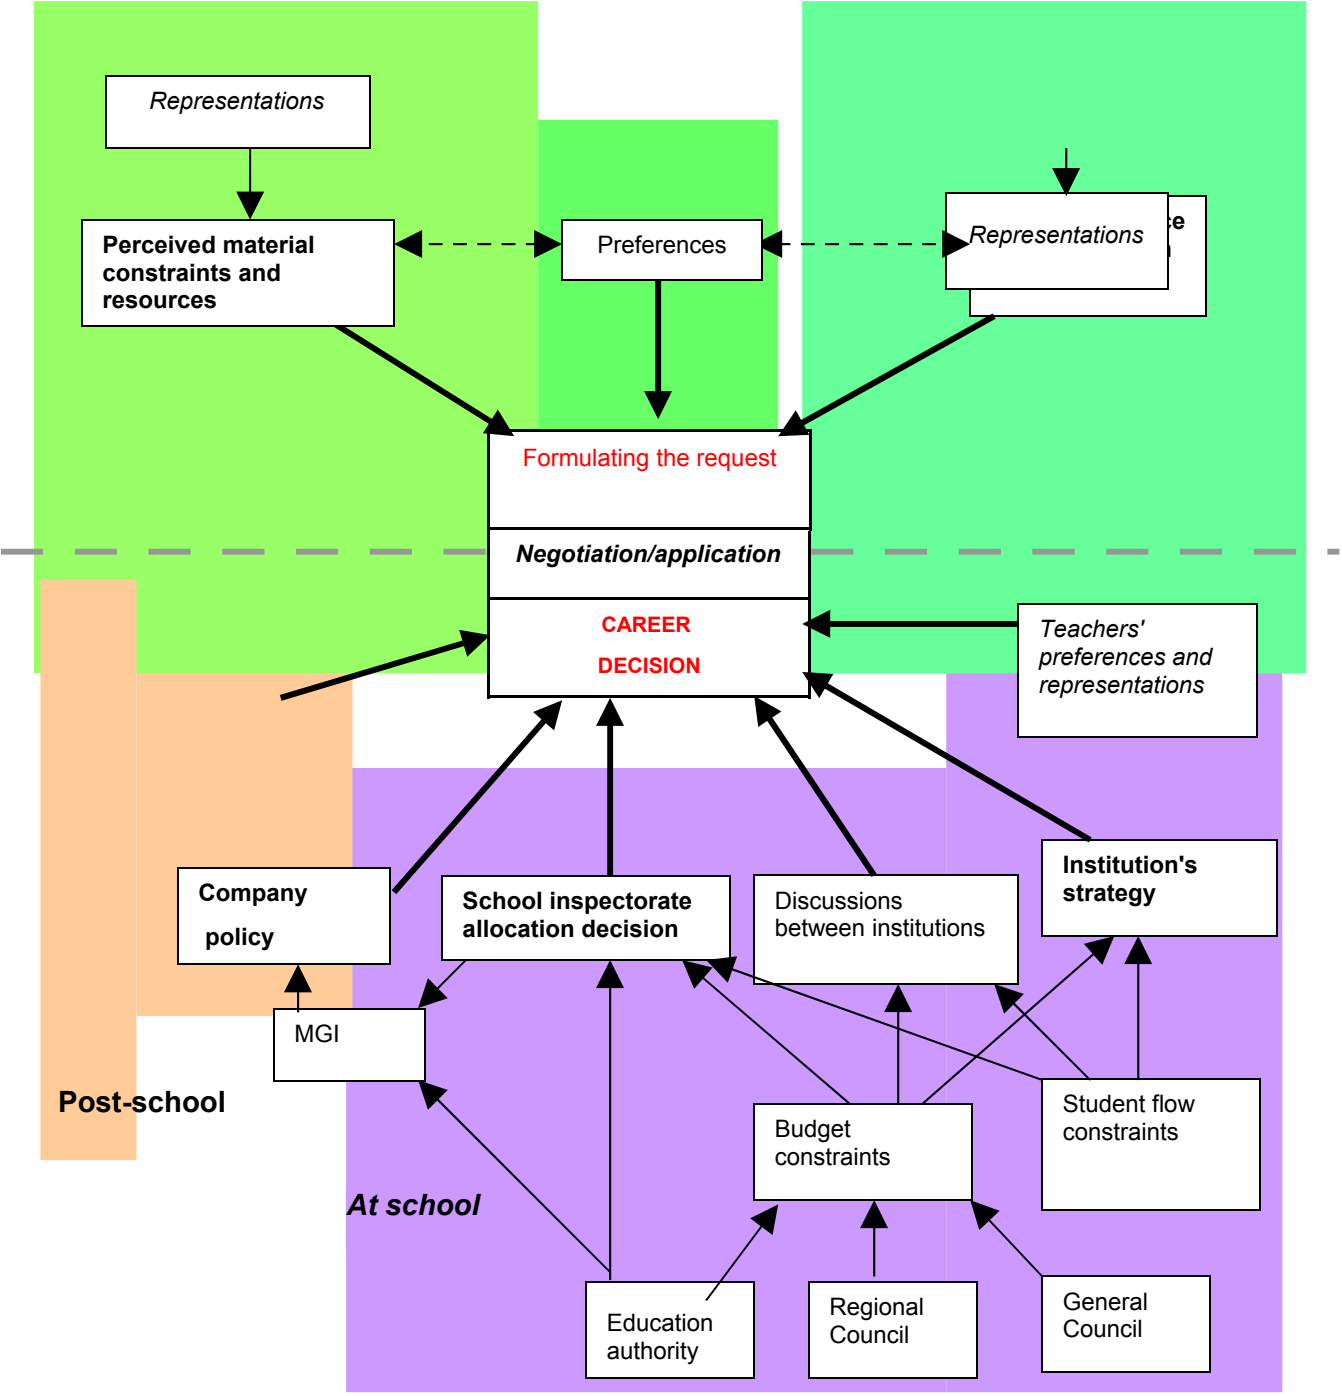 Representations
Perceived material
constraints and
resources
Preferences
Representations
Formulating the request
Negotiation/application
CAREER
DECISION
Teachers'
preferences and
representations
Company
policy
School inspectorate
allocation decision
Discussions
between institutions
Institution's
strategy
MGI
Post-school
Budget
constraints
Student flow
constraints
At school
Education
authority
Regional
Council
General
Council